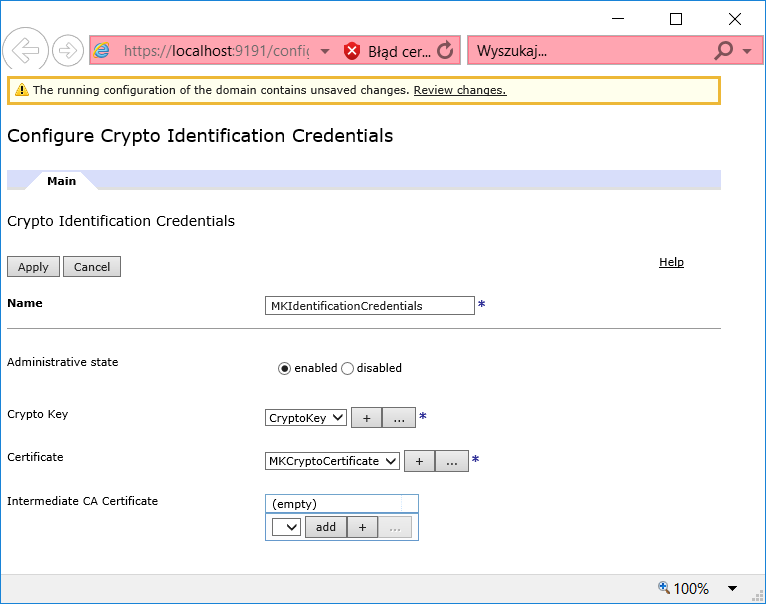 https://localhost:9191/config Błąd cer... Wyszukaj...
The running configuration of the domain contains unsaved changes. Review changes.
Configure Crypto Identification Credentials
Main
Crypto Identification Credentials
Apply Cancel Help
Name MKIdentificationCredentials *
Administrative state enabled disabled
Crypto Key CryptoKey + ... *
Certificate MKCryptoCertificate + ... *
Intermediate CA Certificate (empty)
add + ...
100%